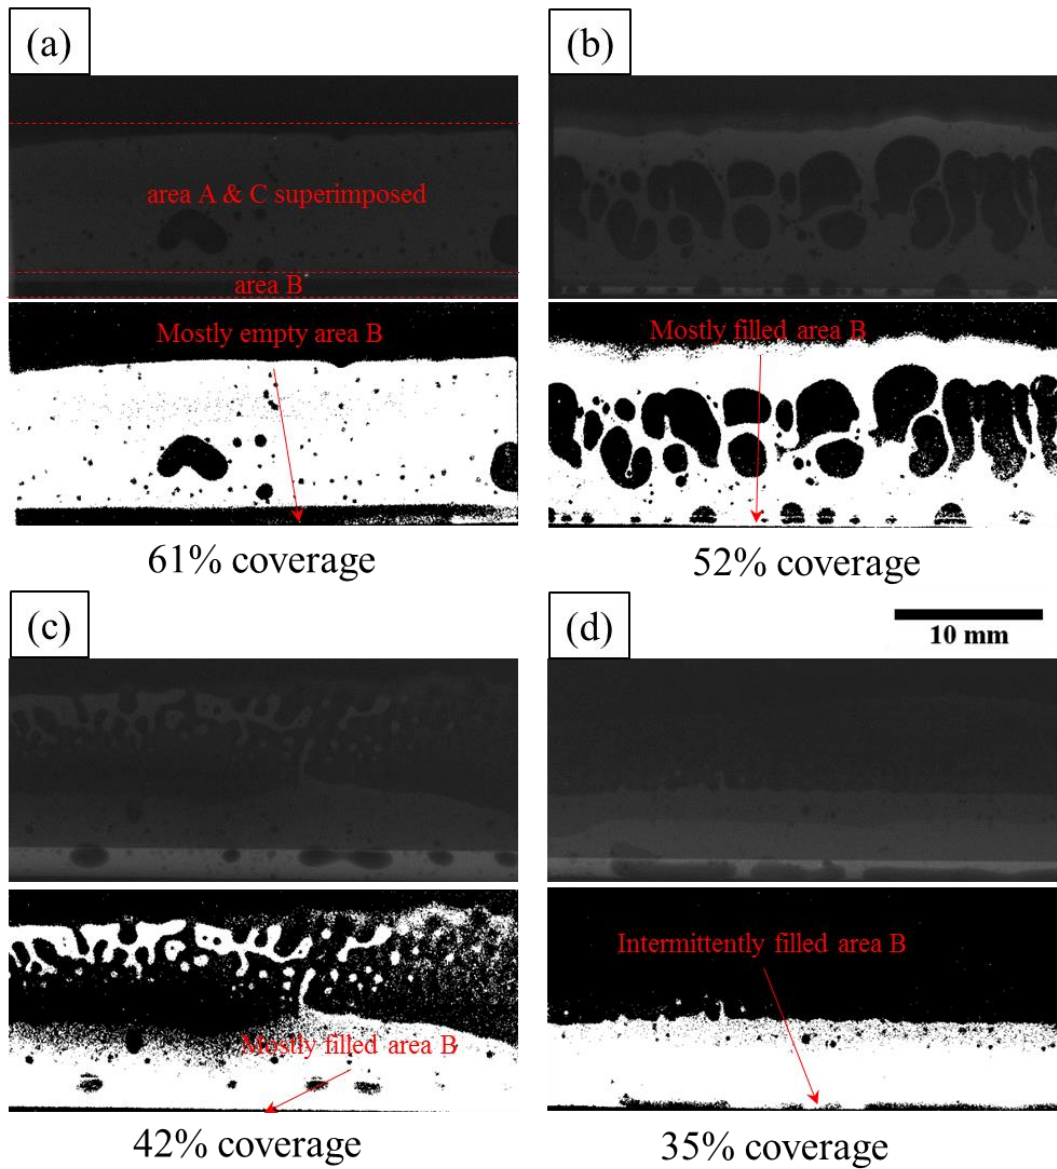 (a)
(b)
area A & C superimposed
area B
Mostly empty area B
Mostly filled area B
61% coverage
52% coverage
(c)
(d)
10 mm
Mostly filled area B
Intermittently filled area B
42% coverage
35% coverage